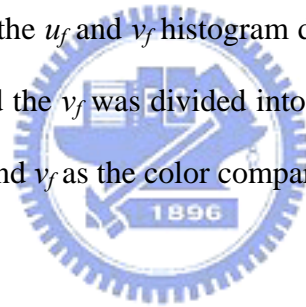 the u_f and v_f histogram
d the v_f was divided into
nd v_f as the color compar
1896